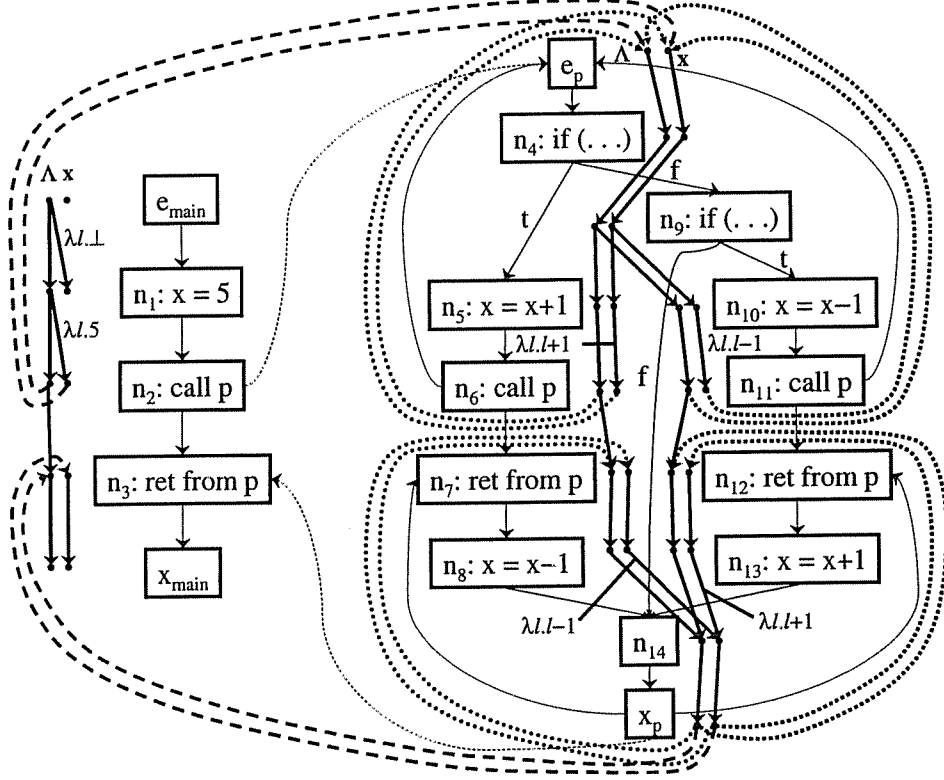 Λ x
e_p
n_4: if (. . .)
f
Λ x
e_main
n_9: if (. . .)
t
t
λl.⊥
n_1: x = 5
n_5: x = x+1
n_10: x = x−1
λl.5
λl.l+1
λl.l−1
n_2: call p
n_6: call p
f
n_11: call p
n_3: ret from p
n_7: ret from p
n_12: ret from p
x_main
n_8: x = x−1
n_13: x = x+1
λl.l−1
λl.l+1
n_14
x_p